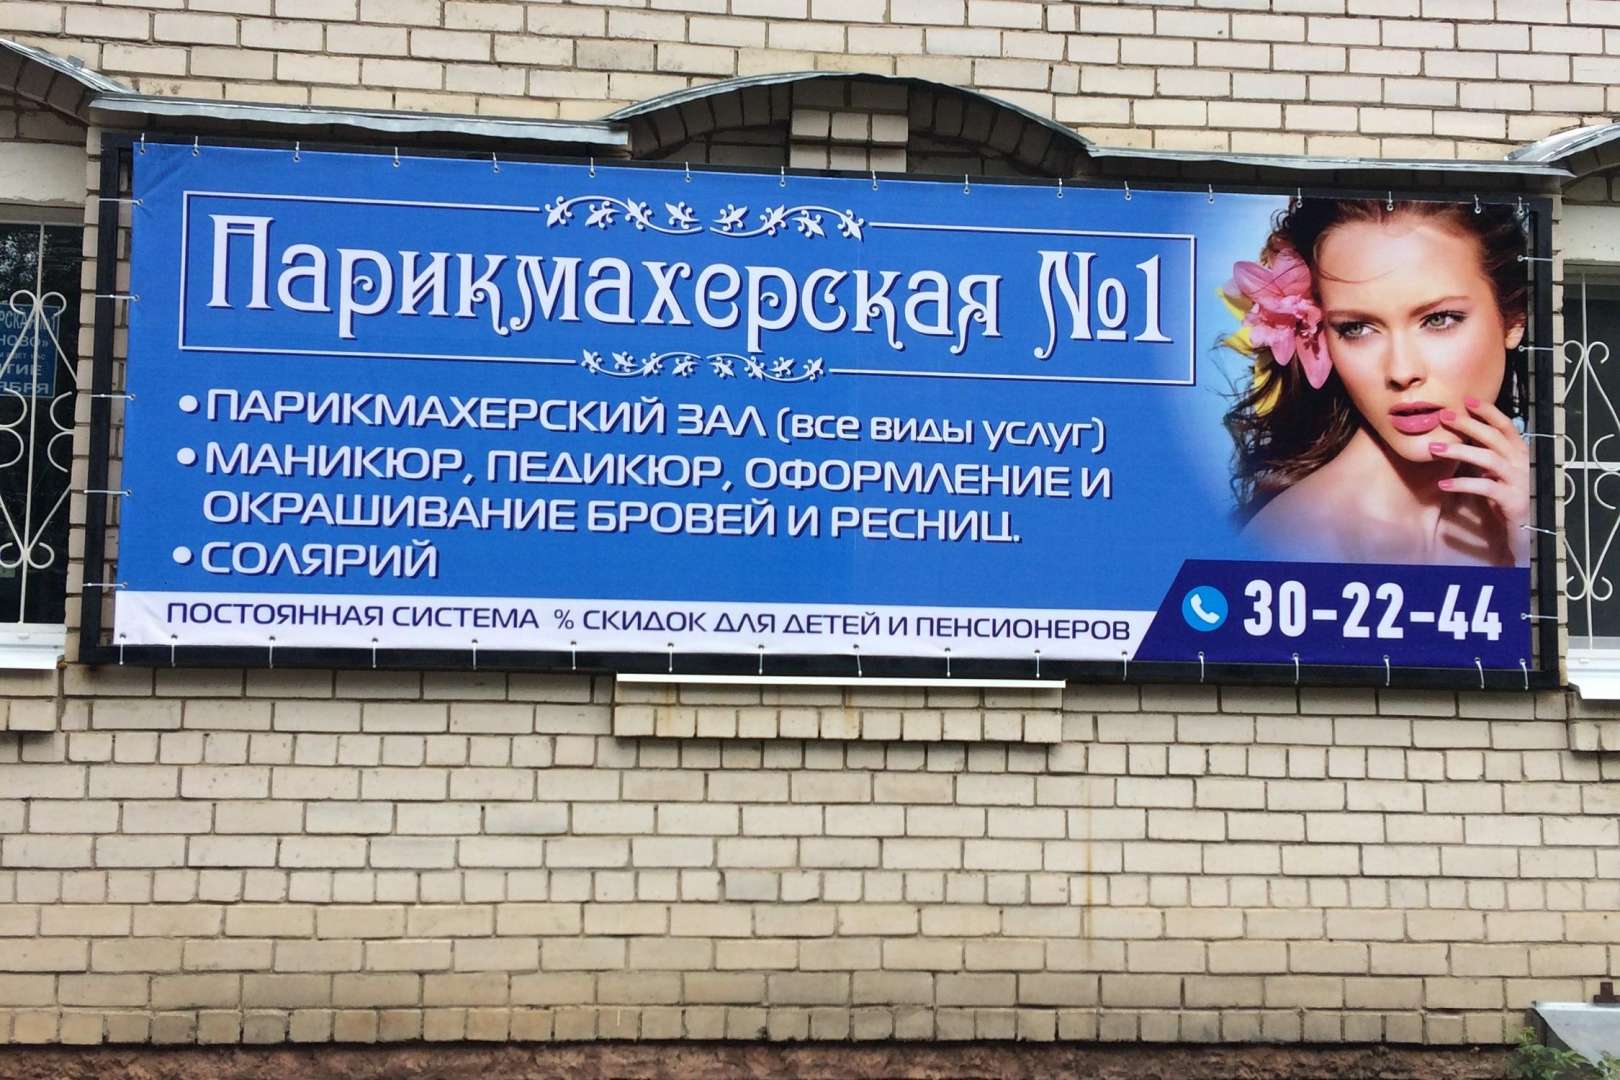 Парикмахерская №1
•ПАРИКМАХЕРСКИЙ ЗАЛ (все виды услуг)
•МАНИКЮР, ПЕДИКЮР, ОФОРМЛЕНИЕ И
ОКРАШИВАНИЕ БРОВЕЙ И РЕСНИЦ.
•СОЛЯРИЙ
ПОСТОЯННАЯ СИСТЕМА % СКИДОК ДЛЯ ДЕТЕЙ И ПЕНСИОНЕРОВ
30-22-44